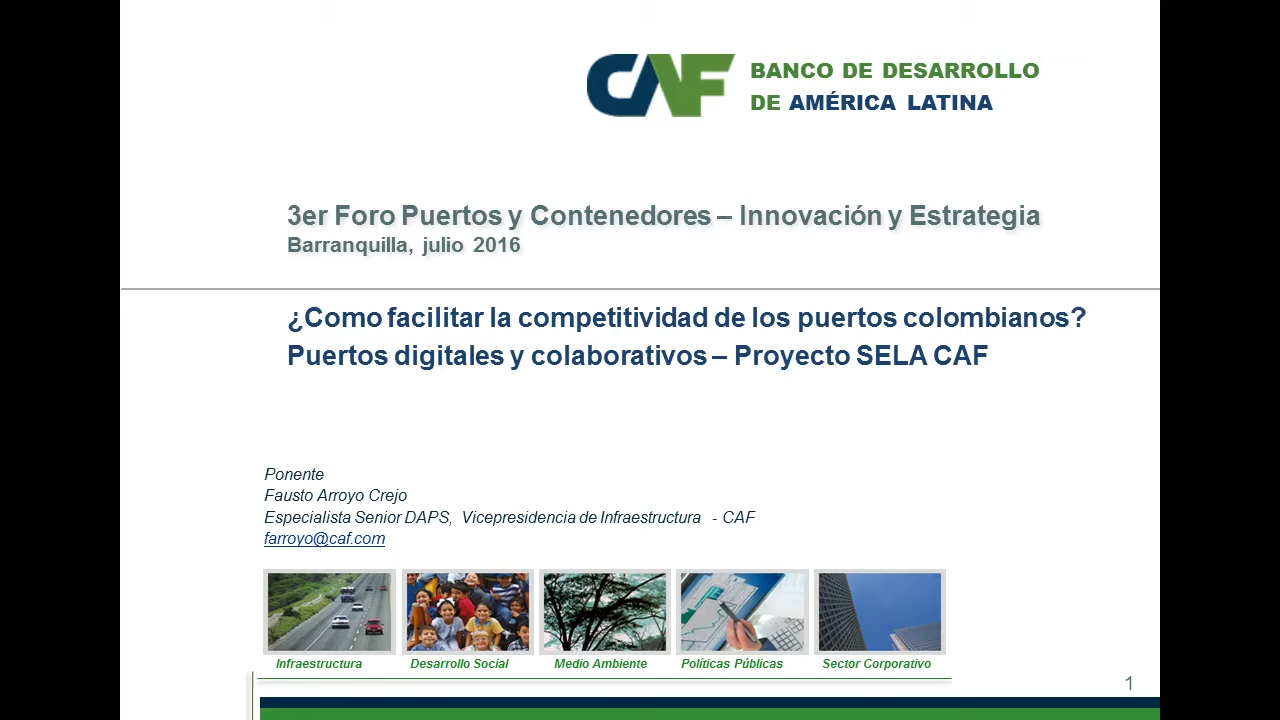 CAF
BANCO DE DESARROLLO
DE AMÉRICA LATINA
3er Foro Puertos y Contenedores – Innovación y Estrategia
Barranquilla, julio 2016
¿Como facilitar la competitividad de los puertos colombianos?
Puertos digitales y colaborativos – Proyecto SELA CAF
Ponente
Fausto Arroyo Crejo
Especialista Senior DAPS, Vicepresidencia de Infraestructura - CAF
farroyo@caf.com
Infraestructura
Desarrollo Social
Medio Ambiente
Políticas Públicas
Sector Corporativo
1